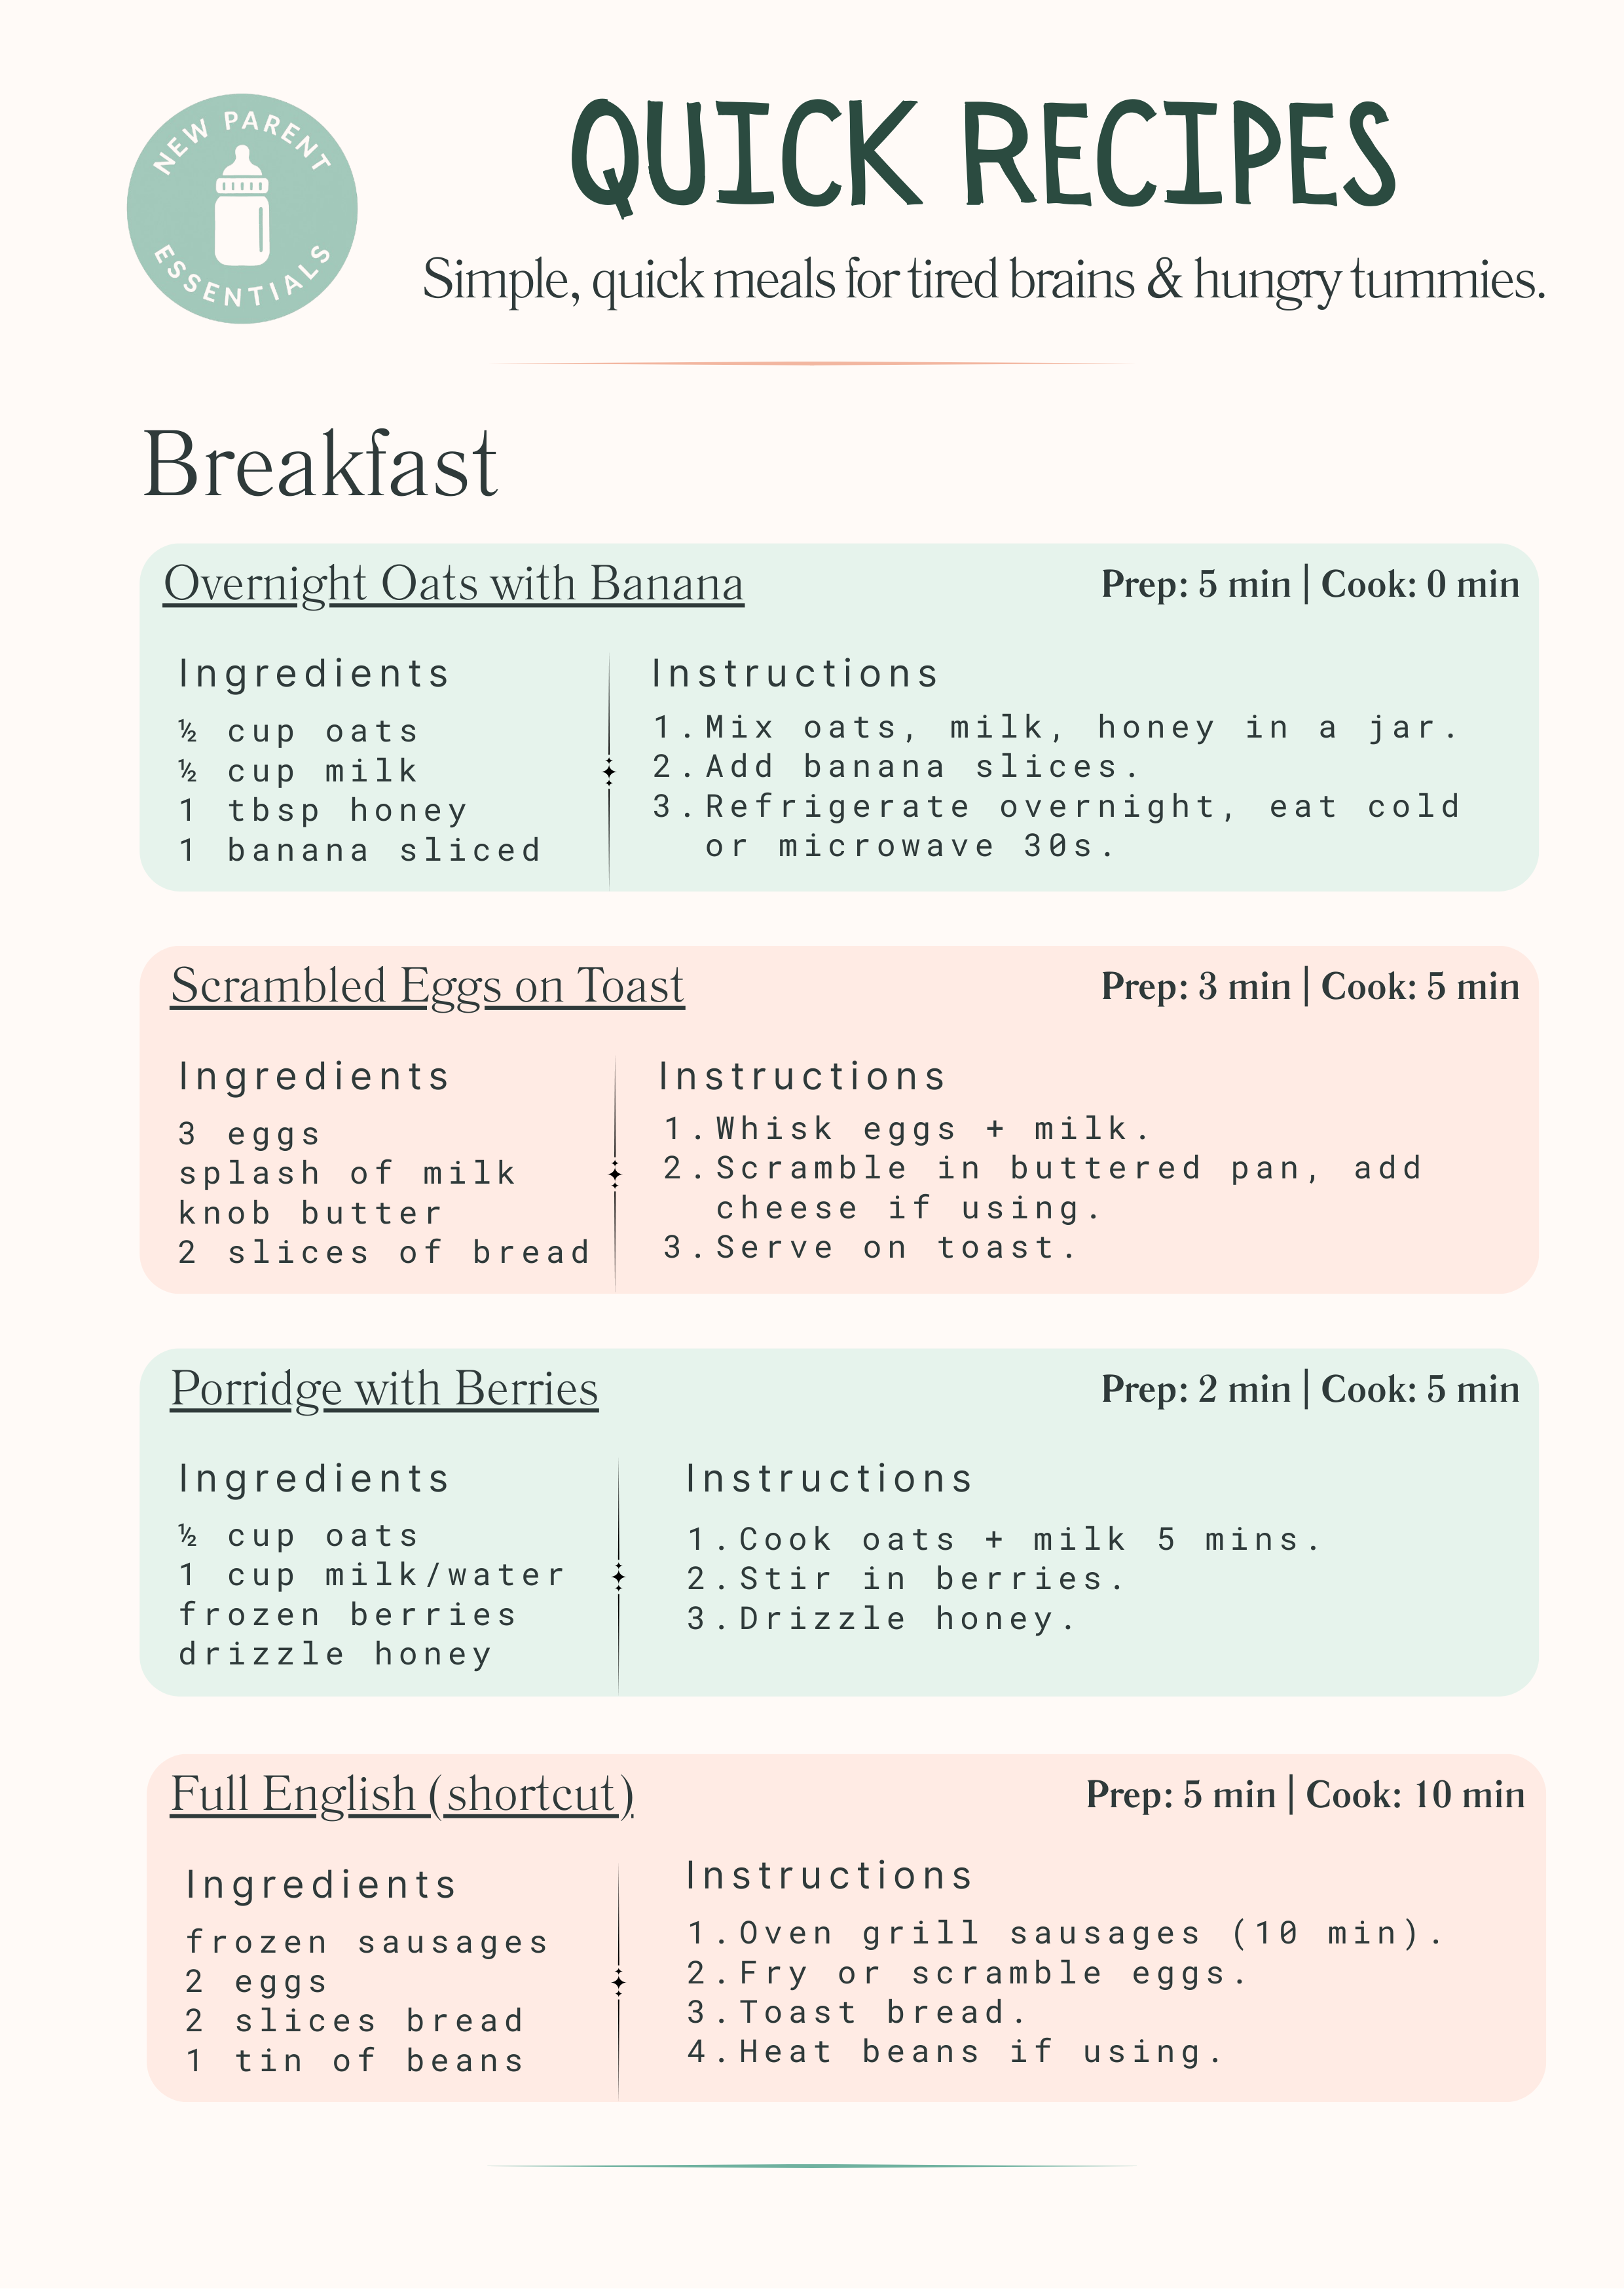 NEW PARENT
ESSENTIALS
QUICK RECIPES
Simple, quick meals for tired brains & hungry tummies.
Breakfast
Overnight Oats with Banana
Prep: 5 min | Cook: 0 min
Ingredients
½ cup oats
½ cup milk
1 tbsp honey
1 banana sliced
Instructions
1. Mix oats, milk, honey in a jar.
2. Add banana slices.
3. Refrigerate overnight, eat cold
or microwave 30s.
Scrambled Eggs on Toast
Prep: 3 min | Cook: 5 min
Ingredients
3 eggs
splash of milk
knob butter
2 slices of bread
Instructions
1. Whisk eggs + milk.
2. Scramble in buttered pan, add
cheese if using.
3. Serve on toast.
Porridge with Berries
Prep: 2 min | Cook: 5 min
Ingredients
½ cup oats
1 cup milk/water
frozen berries
drizzle honey
Instructions
1. Cook oats + milk 5 mins.
2. Stir in berries.
3. Drizzle honey.
Full English (shortcut)
Prep: 5 min | Cook: 10 min
Ingredients
frozen sausages
2 eggs
2 slices bread
1 tin of beans
Instructions
1. Oven grill sausages (10 min).
2. Fry or scramble eggs.
3. Toast bread.
4. Heat beans if using.